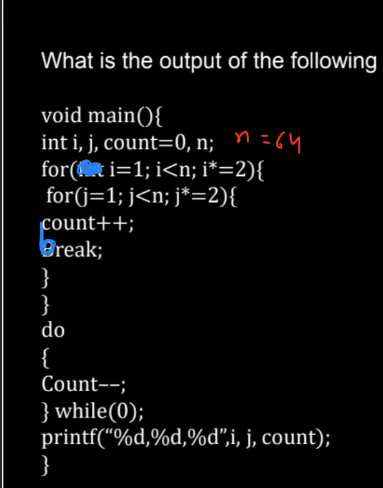 What is the output of the following
void main(){
int i, j, count=0, n; n = 64
for( i=1; i<n; i*=2){
for(j=1; j<n; j*=2){
count++;
break;
}
}
do
{
Count--;
} while(0);
printf(“%d,%d,%d”,i, j, count);
}